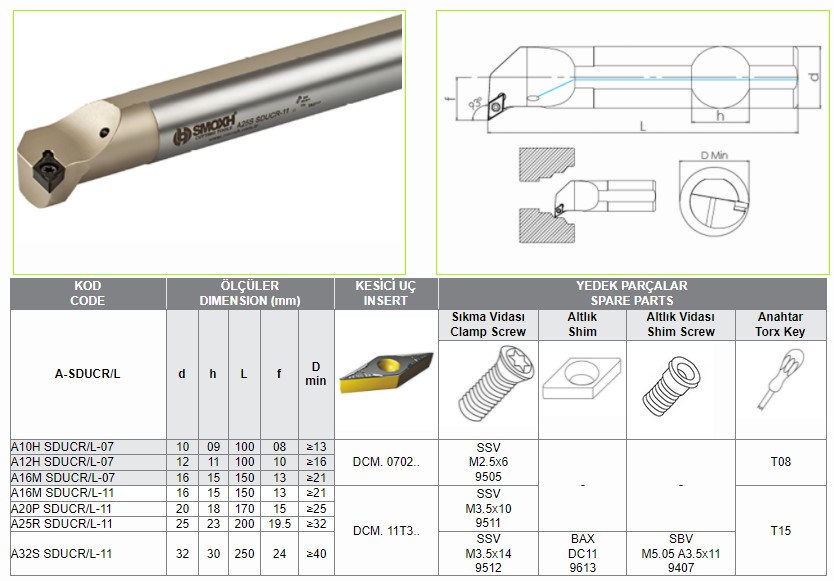 SMOXH
CUTTING TOOLS
A25S SDUCR-11
93°
f
L
h
d
D Min
KOD
CODE
ÖLÇÜLER
DIMENSION (mm)
KESİCİ UÇ
INSERT
YEDEK PARÇALAR
SPARE PARTS
A-SDUCR/L
d h L f D
min
Sıkma Vidası
Clamp Screw
Altlık
Shim
Altlık Vidası
Shim Screw
Anahtar
Torx Key
A10H SDUCR/L-07 10 09 100 08 ≥13
A12H SDUCR/L-07 12 11 100 10 ≥16
A16M SDUCR/L-07 16 15 150 13 ≥21
DCM. 0702..
SSV
M2.5x6
9505
T08
A16M SDUCR/L-11 16 15 150 13 ≥21
A20P SDUCR/L-11 20 18 170 15 ≥25
A25R SDUCR/L-11 25 23 200 19.5 ≥32
DCM. 11T3..
SSV
M3.5x10
9511
-
-
T15
A32S SDUCR/L-11 32 30 250 24 ≥40
SSV
M3.5x14
9512
BAX
DC11
9613
SBV
M5.05 A3.5x11
9407